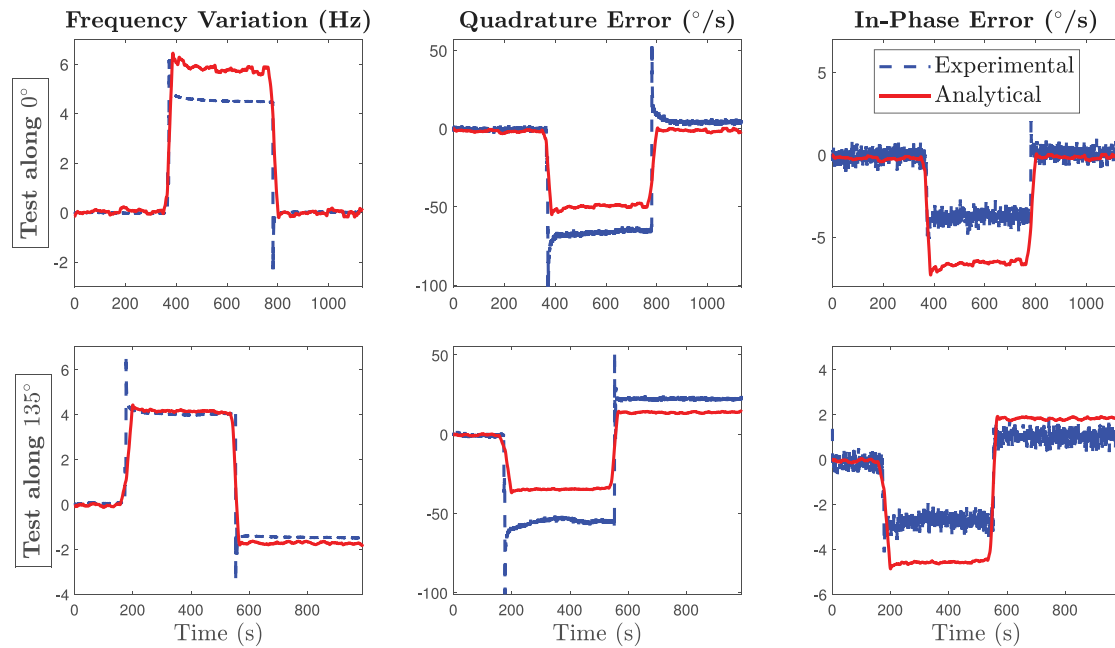 Frequency Variation (Hz)
Quadrature Error (°/s)
In-Phase Error (°/s)
Test along 0°
6
4
2
0
-2
0 200 400 600 800 1000
50
0
-50
-100
0 200 400 600 800 1000
5
0
-5
0 200 400 600 800 1000
Experimental
Analytical
Test along 135°
6
4
2
0
-2
-4
0 200 400 600 800
Time (s)
50
0
-50
-100
0 200 400 600 800
Time (s)
4
2
0
-2
-4
-6
0 200 400 600 800
Time (s)